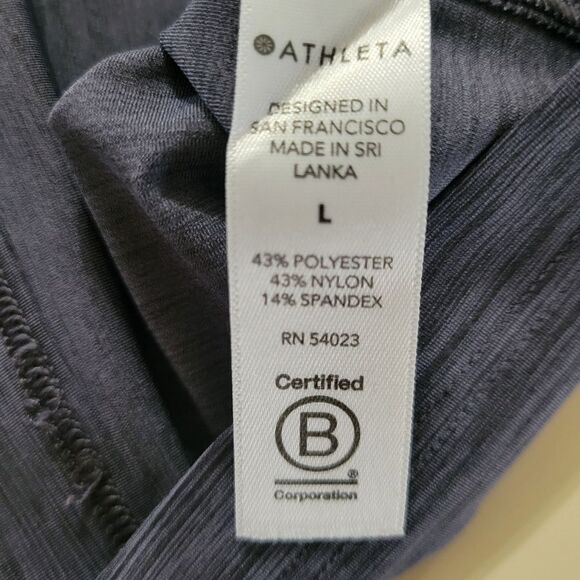 ATHLETA
DESIGNED IN
SAN FRANCISCO
MADE IN SRI
LANKA
L
43% POLYESTER
43% NYLON
14% SPANDEX
RN 54023
Certified
B
®
Corporation